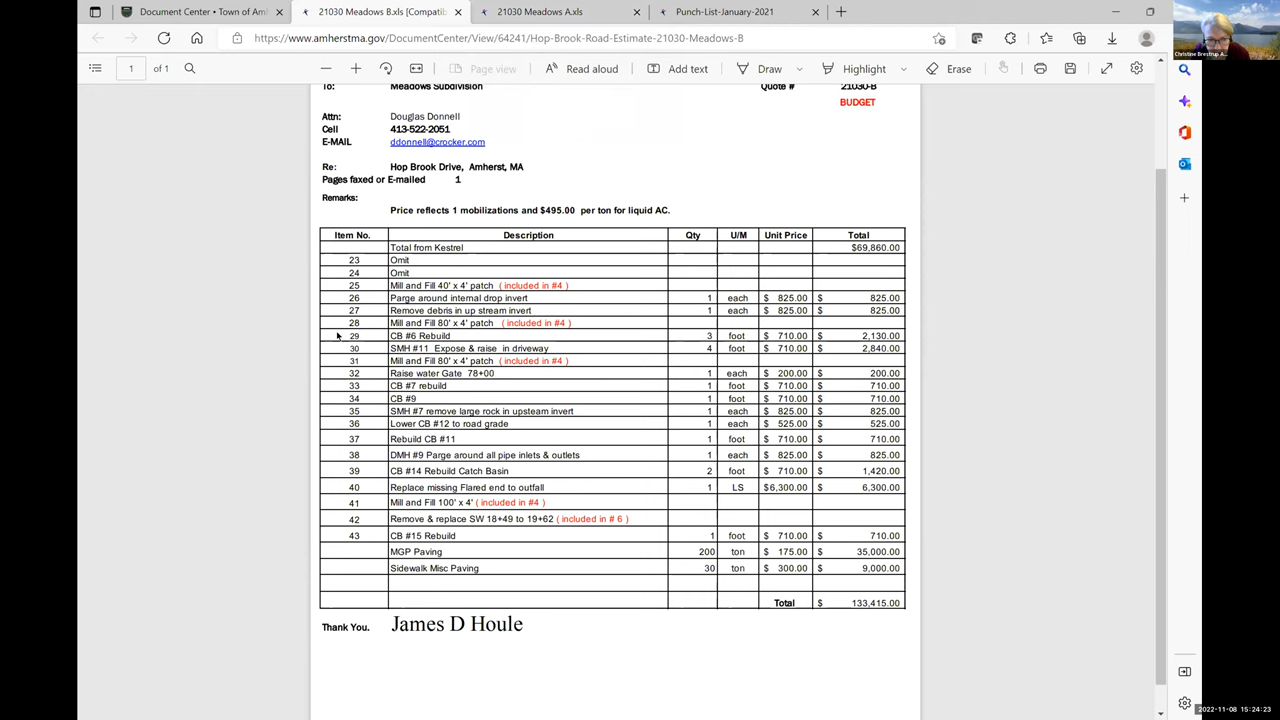 Document Center • Town of Aml
21030 Meadows B.xls [Compatib
21030 Meadows A.xls
Punch-List-January-2021
https://www.amherstma.gov/DocumentCenter/View/64241/Hop-Brook-Road-Estimate-21030-Meadows-B
1 of 1 Page view Read aloud Add text Draw Highlight Erase
To: Meadows Subdivision Quote # 21030-B
BUDGET
Attn: Douglas Donnell
Cell 413-522-2051
E-MAIL ddonnell@crocker.com
Re: Hop Brook Drive, Amherst, MA
Pages faxed or E-mailed 1
Remarks:
Price reflects 1 mobilizations and $495.00 per ton for liquid AC.
Item No. Description Qty U/M Unit Price Total
Total from Kestrel $69,860.00
23 Omit
24 Omit
25 Mill and Fill 40' x 4' patch ( included in #4 )
26 Parge around internal drop invert 1 each $ 825.00 $ 825.00
27 Remove debris in up stream invert 1 each $ 825.00 $ 825.00
28 Mill and Fill 80' x 4' patch ( included in #4 )
29 CB #6 Rebuild 3 foot $ 710.00 $ 2,130.00
30 SMH #11 Expose & raise in driveway 4 foot $ 710.00 $ 2,840.00
31 Mill and Fill 80' x 4' patch ( included in #4 )
32 Raise water Gate 78+00 1 each $ 200.00 $ 200.00
33 CB #7 rebuild 1 foot $ 710.00 $ 710.00
34 CB #9 1 foot $ 710.00 $ 710.00
35 SMH #7 remove large rock in upsteam invert 1 each $ 825.00 $ 825.00
36 Lower CB #12 to road grade 1 each $ 525.00 $ 525.00
37 Rebuild CB #11 1 foot $ 710.00 $ 710.00
38 DMH #9 Parge around all pipe inlets & outlets 1 each $ 825.00 $ 825.00
39 CB #14 Rebuild Catch Basin 2 foot $ 710.00 $ 1,420.00
40 Replace missing Flared end to outfall 1 LS $6,300.00 $ 6,300.00
41 Mill and Fill 100' x 4' ( included in #4 )
42 Remove & replace SW 18+49 to 19+62 ( included in # 6 )
43 CB #15 Rebuild 1 foot $ 710.00 $ 710.00
MGP Paving 200 ton $ 175.00 $ 35,000.00
Sidewalk Misc Paving 30 ton $ 300.00 $ 9,000.00
Total $ 133,415.00
Thank You. James D Houle
Christine Brestrup A...
2022-11-08 15:24:23